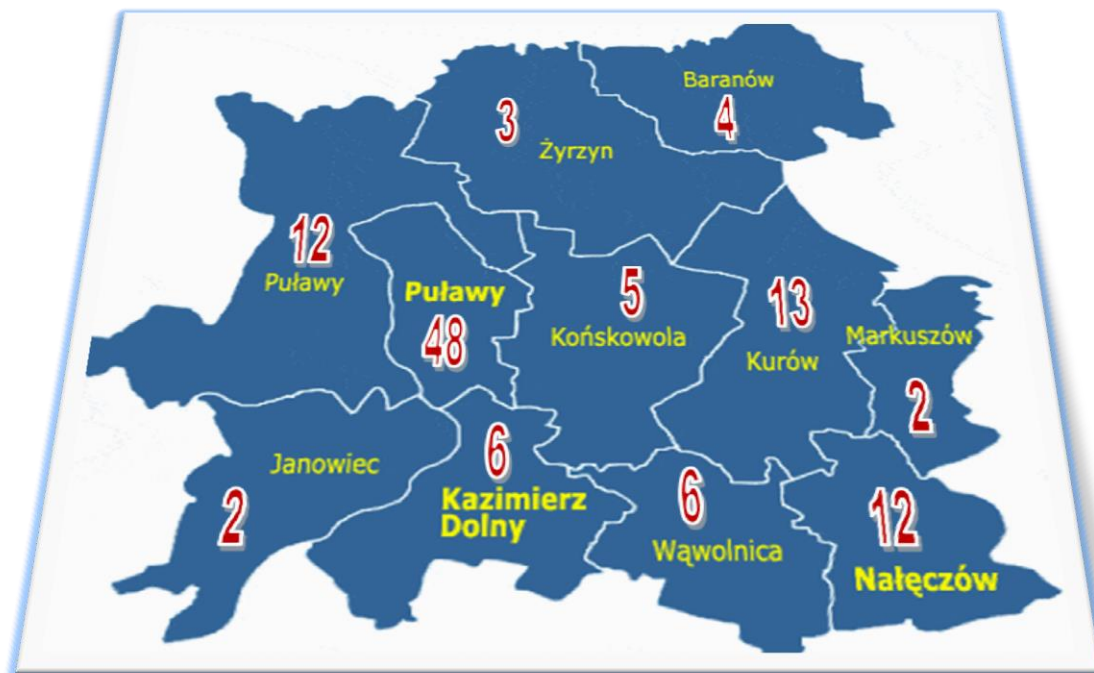 Baranów
4
3
Żyrzyn
12
Puławy
Puławy
48
5
Końskowola
13
Kurów
Markuszów
2
Janowiec
2
6
Kazimierz
Dolny
6
Wąwolnica
12
Nałęczów